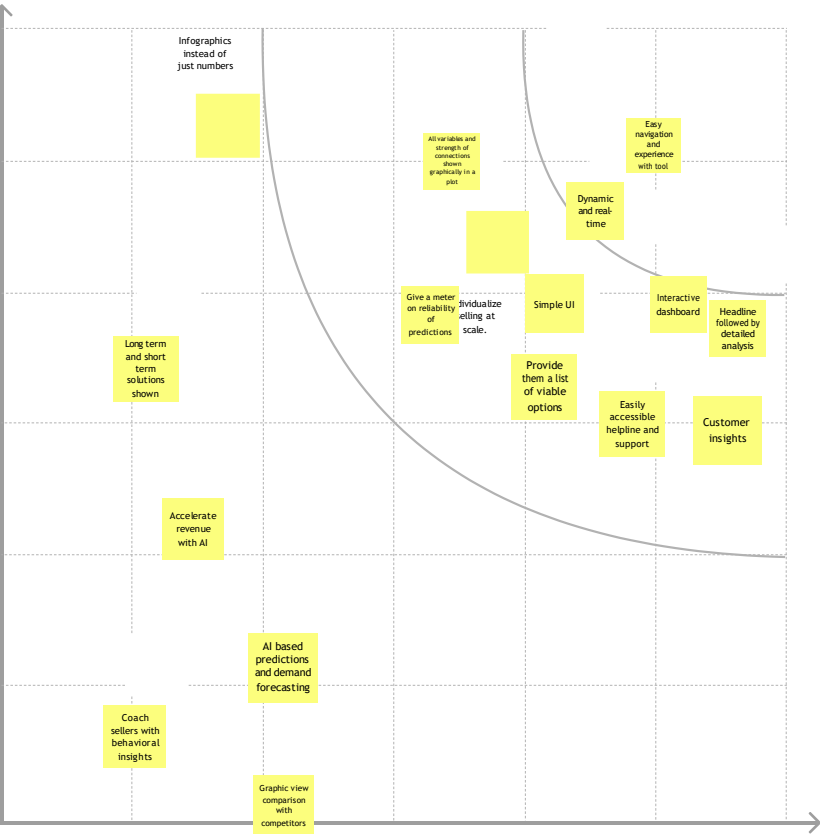 Infographics
instead of
just numbers
All variables and
strength of
connections
shown
graphically in a
plot
Easy
navigation
and
experience
with tool
Dynamic
and real-
time
Give a meter
on reliability
of
predictions
dividualize
elling at
scale.
Simple UI
Interactive
dashboard
Headline
followed by
detailed
analysis
Long term
and short
term
solutions
shown
Provide
them a list
of viable
options
Easily
accessible
helpline and
support
Customer
insights
Accelerate
revenue
with AI
AI based
predictions
and demand
forecasting
Coach
sellers with
behavioral
insights
Graphic view
comparison
with
competitors